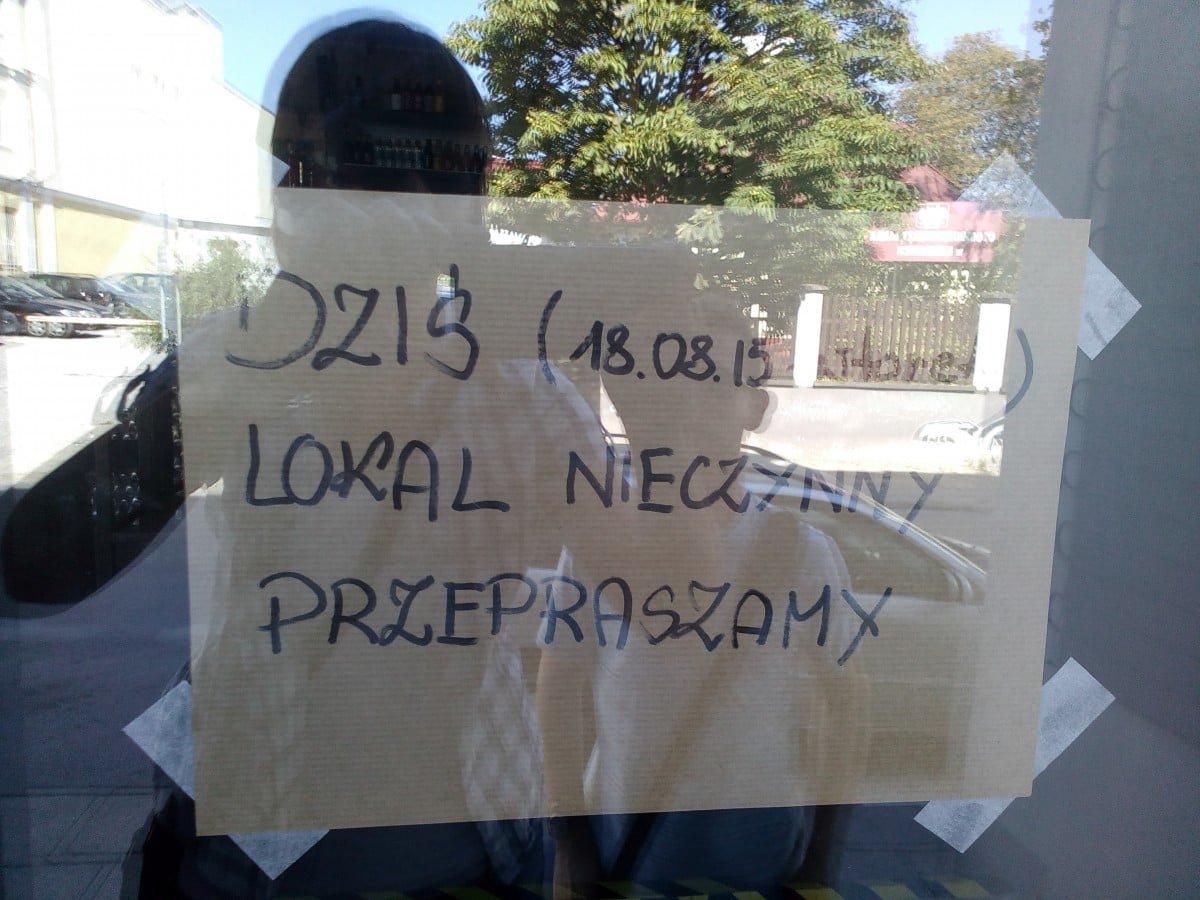 DZIŚ (18.08.15 )
LOKAL NIECZYNNY
PRZEPRASZAMY